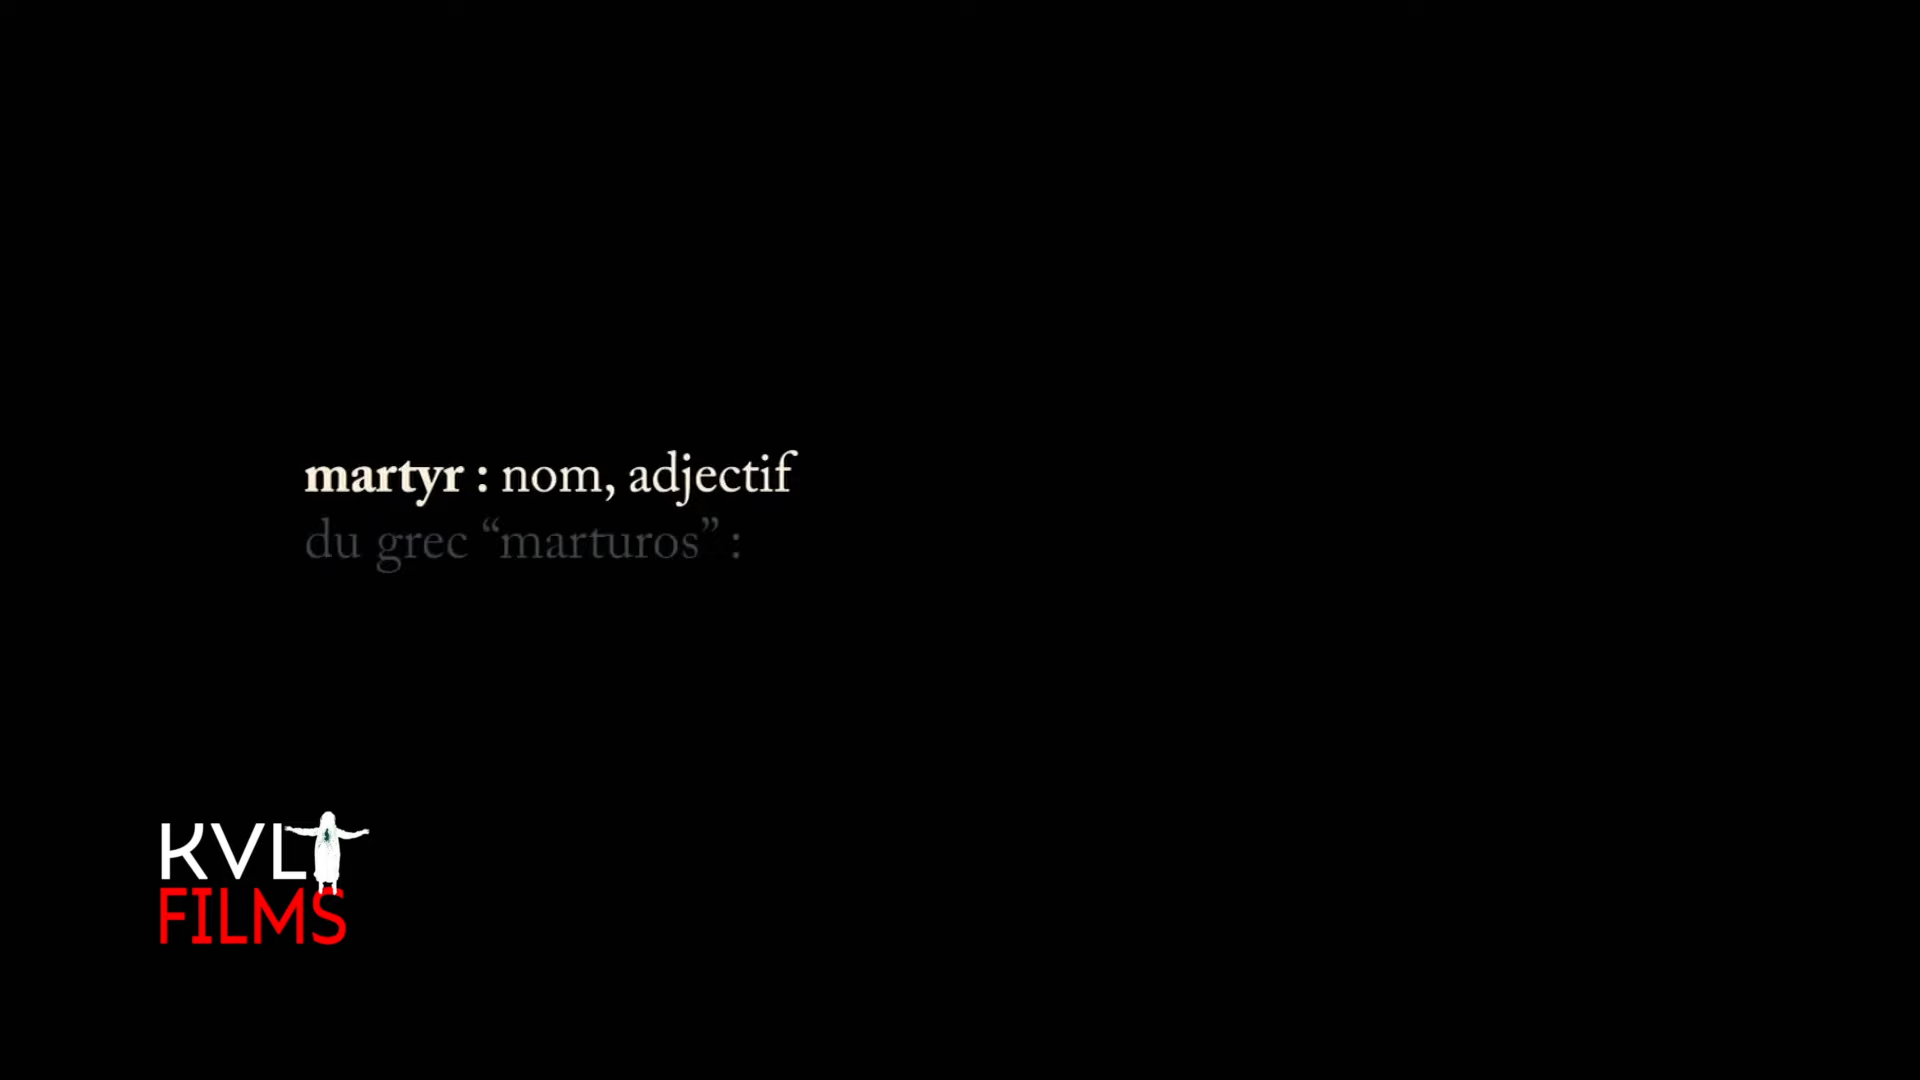 martyr : nom, adjectif
du grec “marturos” :
KVLT
FILMS